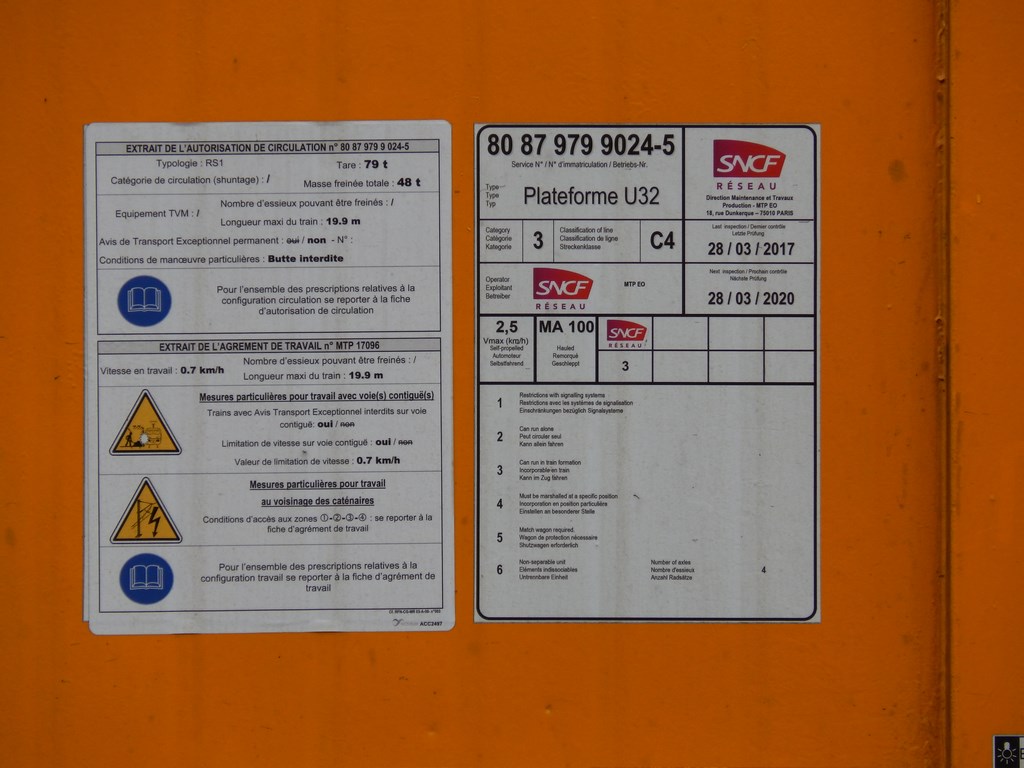 EXTRAIT DE L'AUTORISATION DE CIRCULATION n° 80 87 979 9 024-5
Typologie : RS1
Tare : 79 t
Catégorie de circulation (shuntage) : /
Masse freinée totale : 48 t
Equipement TVM : /
Nombre d'essieux pouvant être freinés : /
Longueur maxi du train : 19.9 m
Avis de Transport Exceptionnel permanent : oui / non - N° :
Conditions de manœuvre particulières : Butte interdite
Pour l'ensemble des prescriptions relatives à la
configuration circulation se reporter à la fiche
d'autorisation de circulation
EXTRAIT DE L'AGREMENT DE TRAVAIL n° MTP 17096
Vitesse en travail : 0.7 km/h
Nombre d'essieux pouvant être freinés : /
Longueur maxi du train : 19.9 m
Mesures particulières pour travail avec voie(s) contiguë(s)
Trains avec Avis Transport Exceptionnel interdits sur voie
contiguë: oui / non
Limitation de vitesse sur voie contiguë : oui / non
Valeur de limitation de vitesse : 0.7 km/h
Mesures particulières pour travail
au voisinage des caténaires
Conditions d'accès aux zones ①-②-③-④ : se reporter à la
fiche d'agrément de travail
Pour l'ensemble des prescriptions relatives à la
configuration travail se reporter à la fiche d'agrément de
travail
ACC2407
80 87 979 9024-5
Service N° / N° d'immatriculation / Betriebs-Nr.
Type
Type
Typ
Plateforme U32
SNCF
RÉSEAU
Direction Maintenance et Travaux
Production - MTP EO
18, rue Dunkerque – 75010 PARIS
Category
Catégorie
Kategorie
3
Classification of line
Classification de ligne
Streckenklasse
C4
Last inspection / Dernier contrôle
Letzte Prüfung
28 / 03 / 2017
Operator
Exploitant
Betreiber
SNCF
RÉSEAU
MTP EO
Next inspection / Prochain contrôle
Nächste Prüfung
28 / 03 / 2020
2,5
Vmax (km/h)
Self-propelled
Automoteur
Selbstfahrend
MA 100
Hauled
Remorqué
Geschleppt
SNCF
RÉSEAU
3
1
Restrictions with signalling systems
Restrictions avec les systèmes de signalisation
Einschränkungen bezüglich Signalsysteme
2
Can run alone
Peut circuler seul
Kann allein fahren
3
Can run in train formation
Incorporable en train
Kann im Zug fahren
4
Must be marshalled at a specific position
Incorporation en position particulière
Einstellen an besonderer Stelle
5
Match wagon required.
Wagon de protection nécessaire
Shutzwagen erforderlich
6
Non-separable unit
Eléments indissociables
Untrennbare Einheit
Number of axles
Nombre d'essieux
Anzahl Radsätze
4